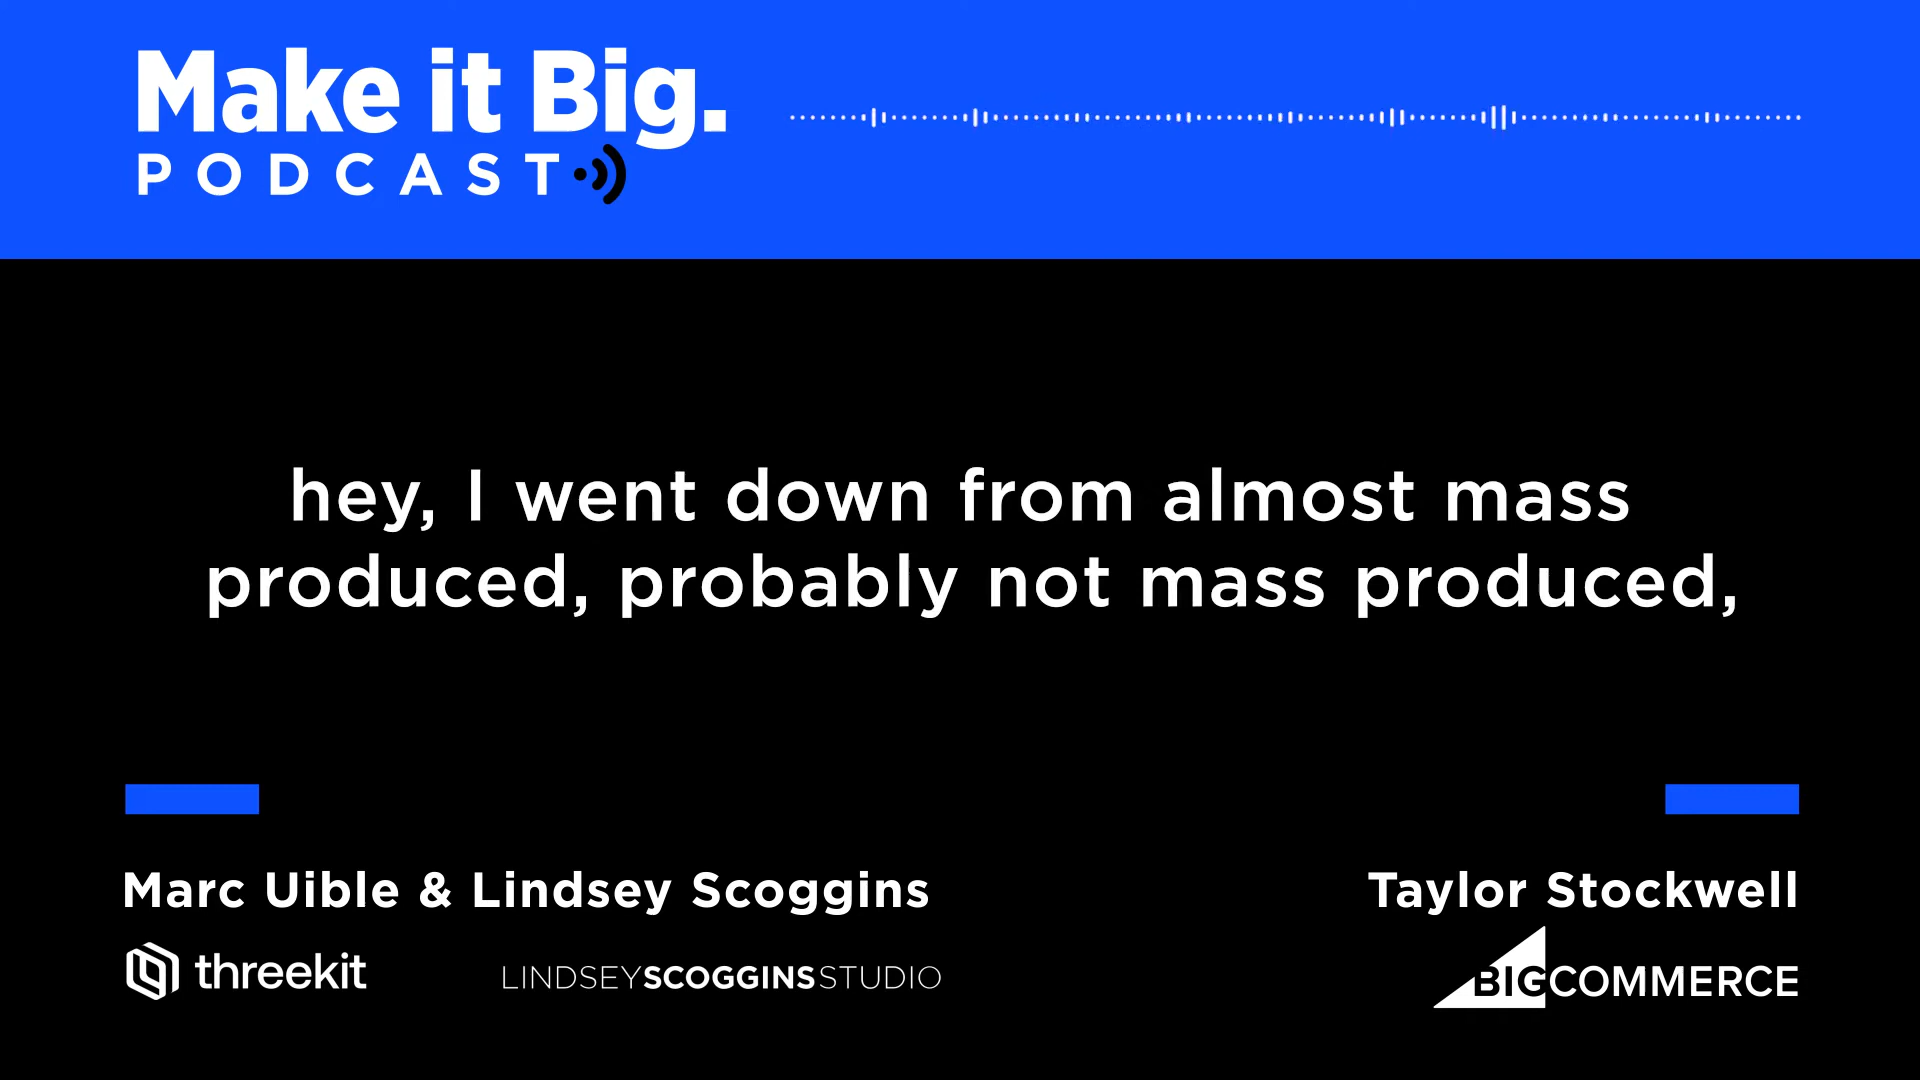 Make it Big.
PODCAST
hey, I went down from almost mass
produced, probably not mass produced,
Marc Uible & Lindsey Scoggins
Taylor Stockwell
threekit
LINDSEYSCOGGINSSTUDIO
BIGCOMMERCE